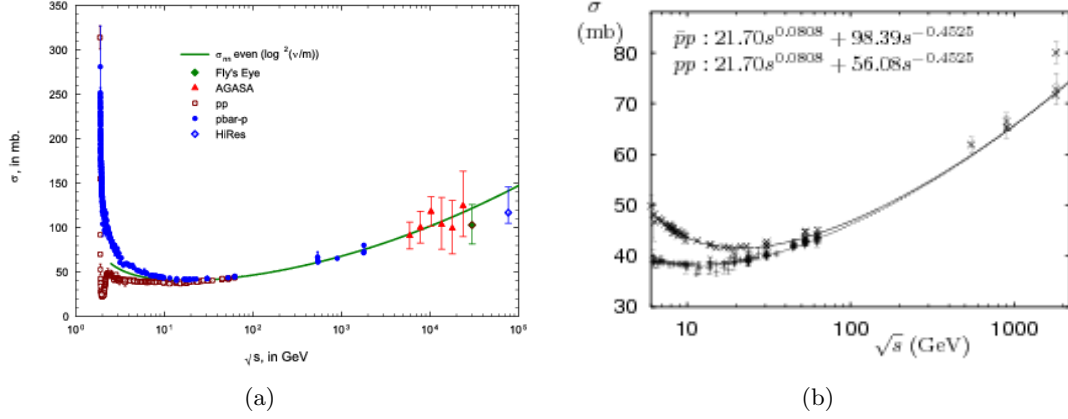 σ, in mb.
350
300
250
200
150
100
50
0
σnn even (log ²(ν/m))
Fly's Eye
AGASA
pp
pbar-p
HiRes
10⁰ 10¹ 10² 10³ 10⁴ 10⁵
√s, in GeV
(a)
σ
(mb)
p̄p : 21.70s^0.0808 + 98.39s^−0.4525
pp : 21.70s^0.0808 + 56.08s^−0.4525
80
70
60
50
40
30
10 100 1000
√s (GeV)
(b)